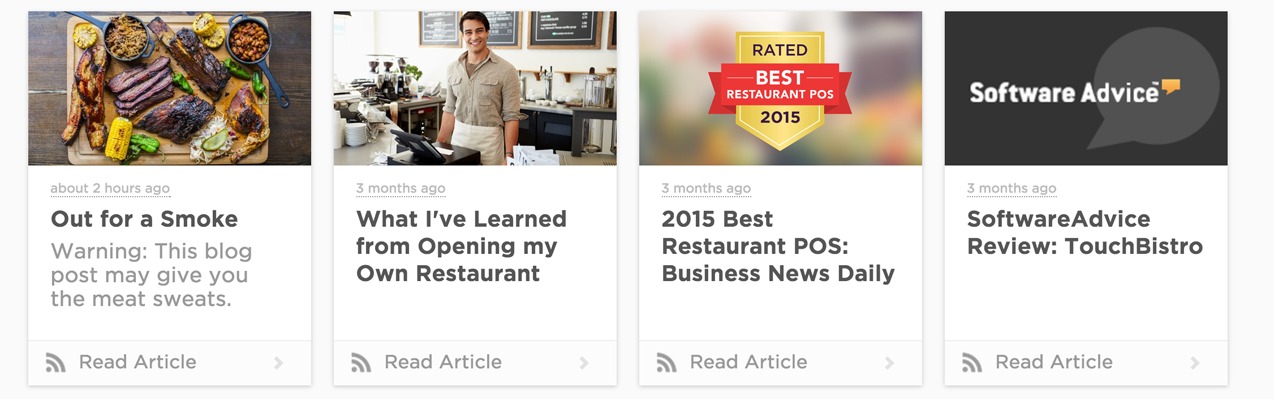 RATED
BEST
RESTAURANT POS
2015
Software Advice™
about 2 hours ago
Out for a Smoke
Warning: This blog
post may give you
the meat sweats.
Read Article
3 months ago
What I've Learned
from Opening my
Own Restaurant
Read Article
3 months ago
2015 Best
Restaurant POS:
Business News Daily
Read Article
3 months ago
SoftwareAdvice
Review: TouchBistro
Read Article